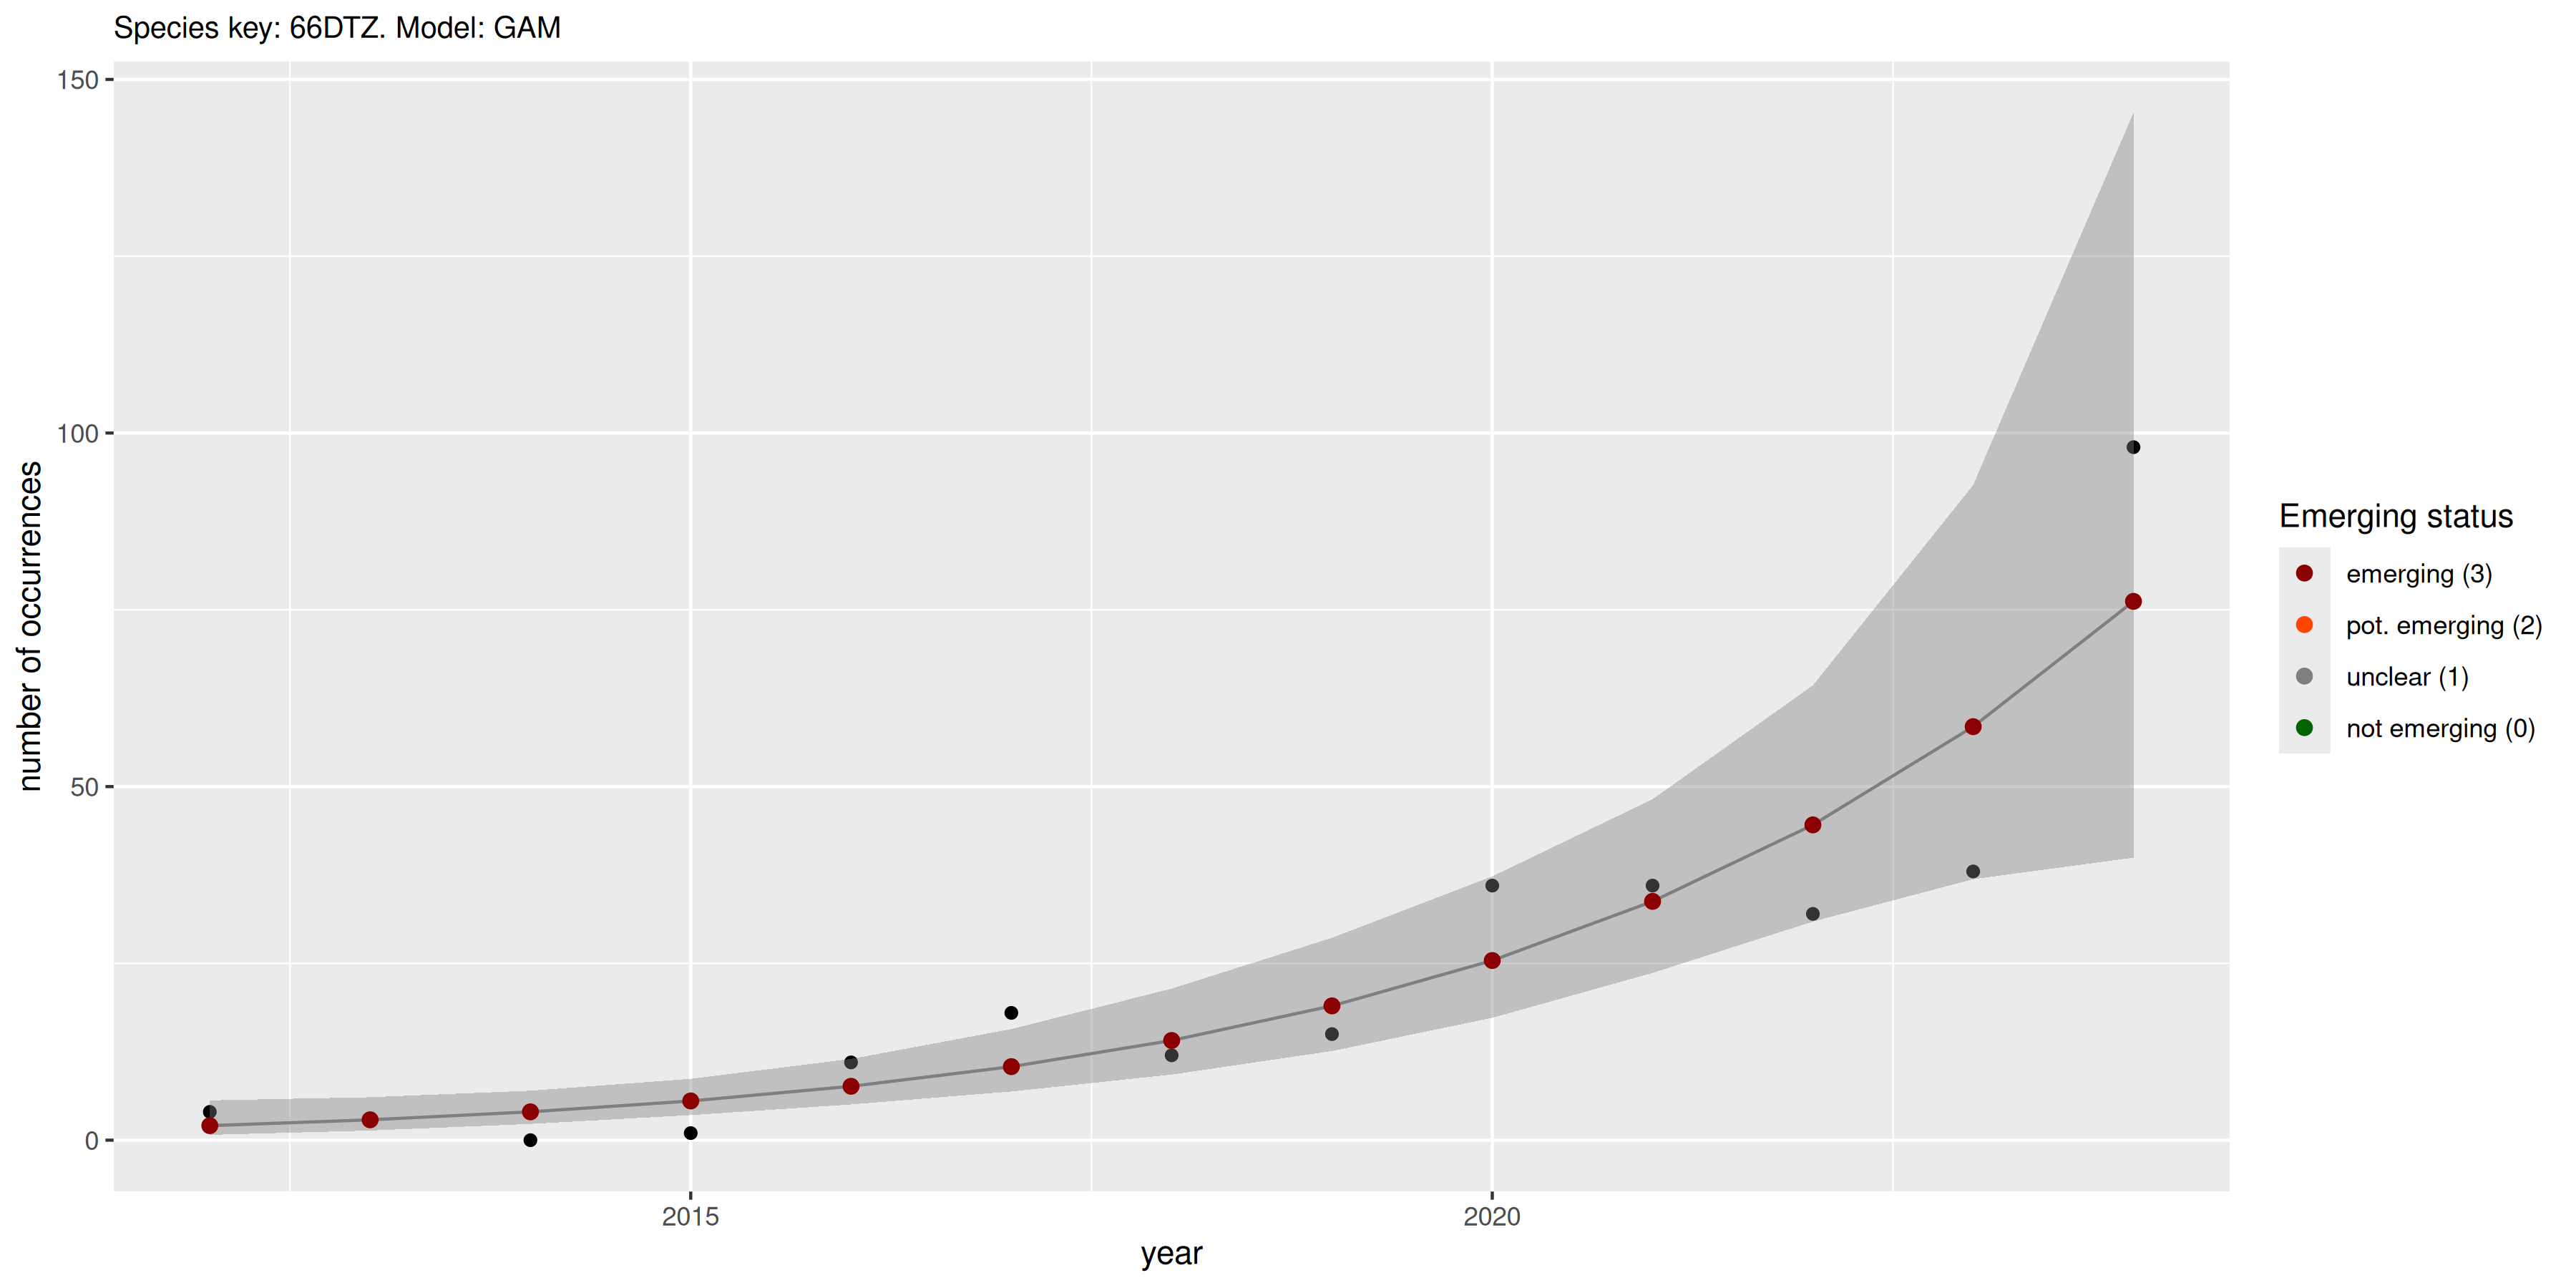 Species key: 66DTZ. Model: GAM
150
100
50
0
number of occurrences
2015
2020
year
Emerging status
emerging (3)
pot. emerging (2)
unclear (1)
not emerging (0)